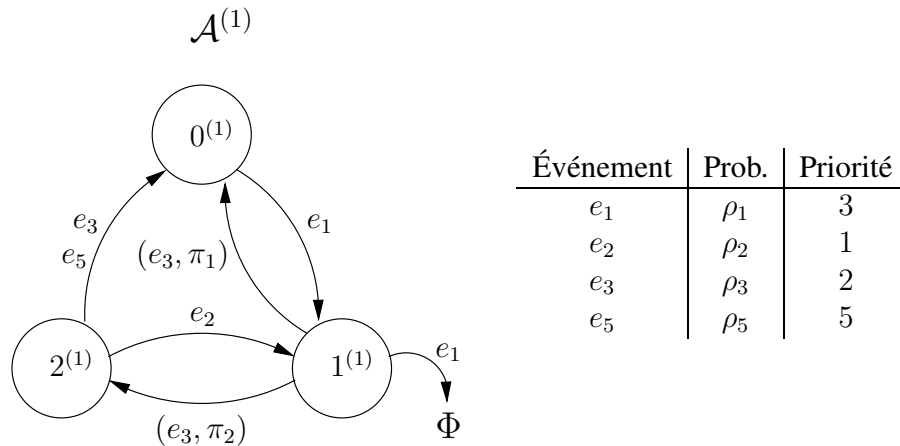 𝒜⁽¹⁾
0⁽¹⁾
e₃
e₅
(e₃, π₁)
e₁
e₂
2⁽¹⁾
1⁽¹⁾
e₁
(e₃, π₂)
Φ
Événement Prob. Priorité
e₁ ρ₁ 3
e₂ ρ₂ 1
e₃ ρ₃ 2
e₅ ρ₅ 5